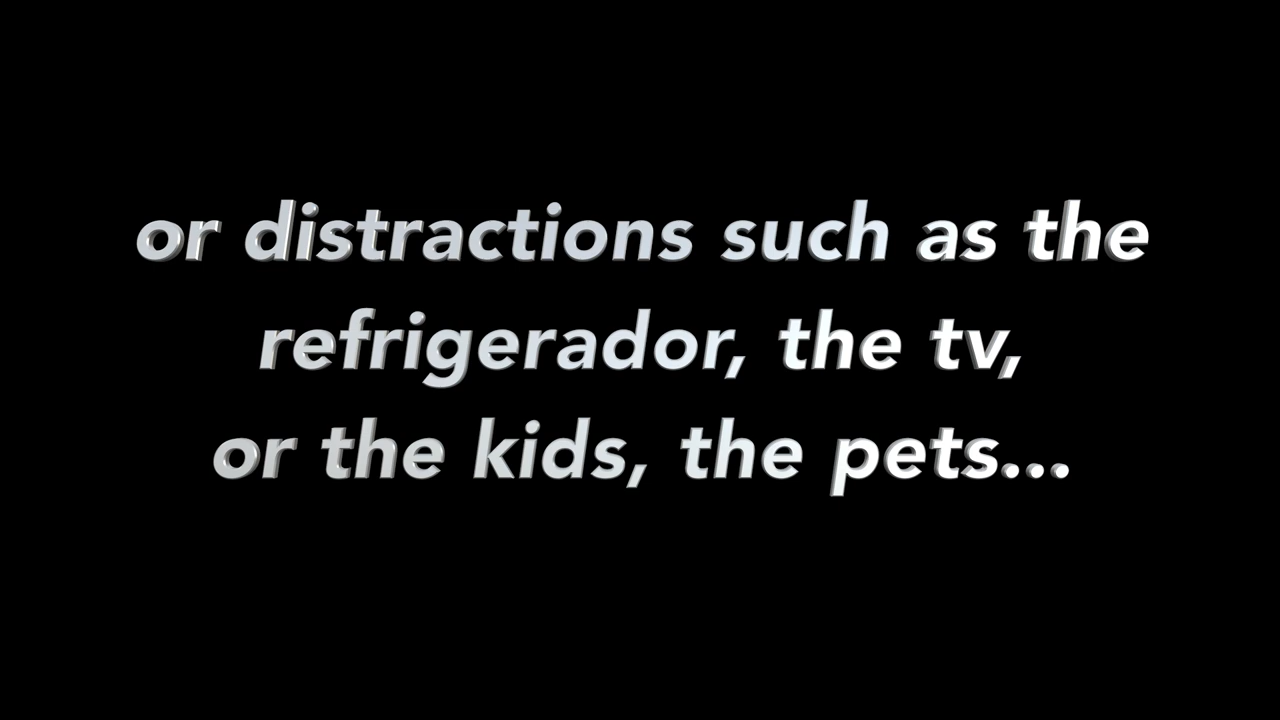 or distractions such as the
refrigerador, the tv,
or the kids, the pets...